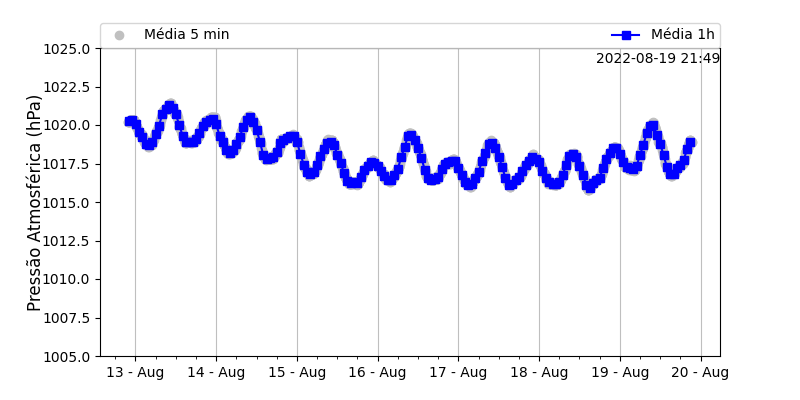 Média 5 min
Média 1h
2022-08-19 21:49
Pressão Atmosférica (hPa)
1025.0
1022.5
1020.0
1017.5
1015.0
1012.5
1010.0
1007.5
1005.0
13 - Aug
14 - Aug
15 - Aug
16 - Aug
17 - Aug
18 - Aug
19 - Aug
20 - Aug